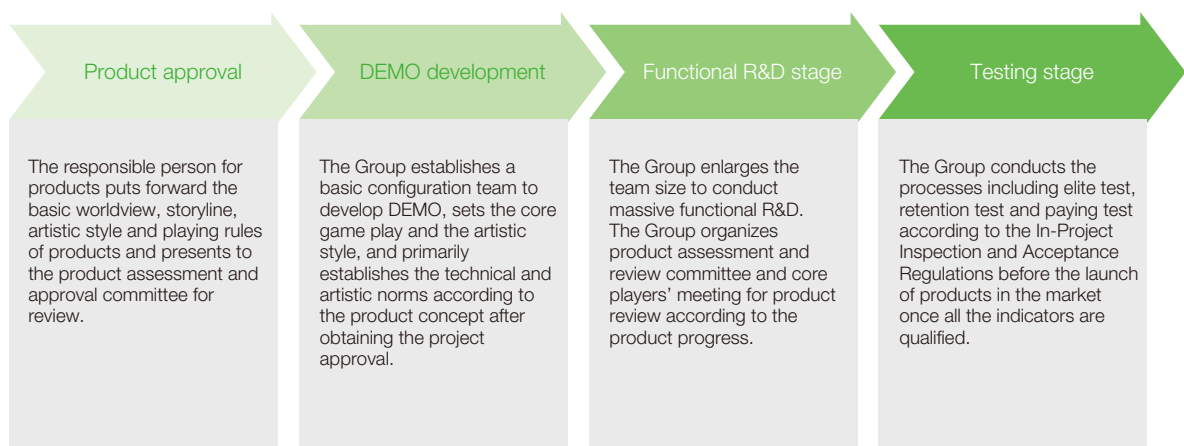 Product approval
The responsible person for
products puts forward the
basic worldview, storyline,
artistic style and playing rules
of products and presents to
the product assessment and
approval committee for
review.
DEMO development
The Group establishes a
basic configuration team to
develop DEMO, sets the core
game play and the artistic
style, and primarily
establishes the technical and
artistic norms according to
the product concept after
obtaining the project
approval.
Functional R&D stage
The Group enlarges the
team size to conduct
massive functional R&D.
The Group organizes
product assessment and
review committee and core
players’ meeting for product
review according to the
product progress.
Testing stage
The Group conducts the
processes including elite test,
retention test and paying test
according to the In-Project
Inspection and Acceptance
Regulations before the launch
of products in the market
once all the indicators are
qualified.